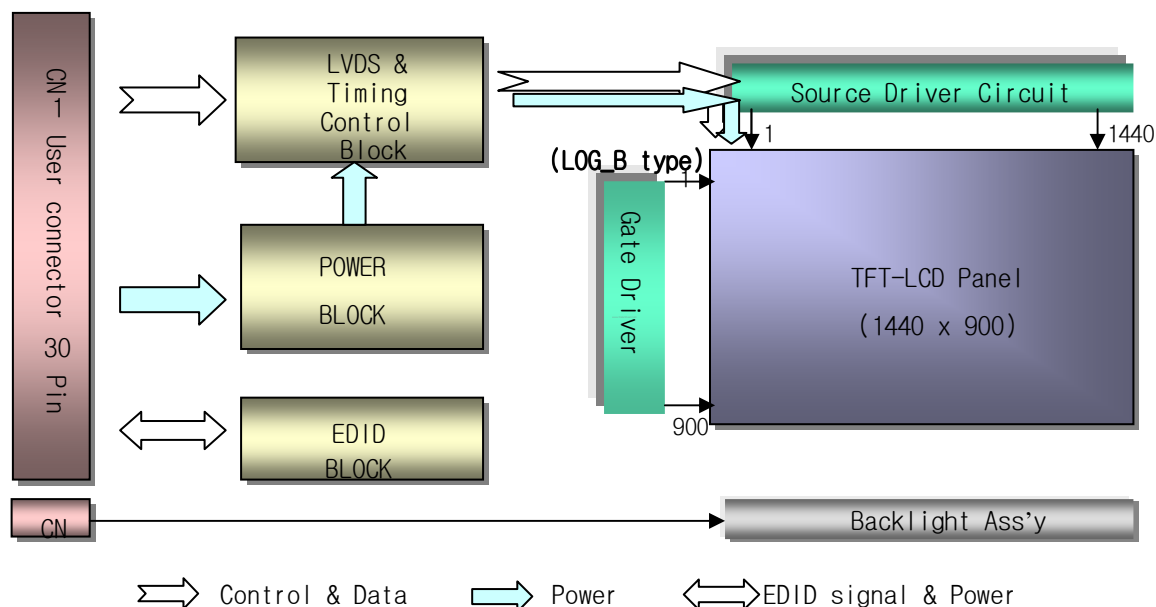 CN-1 User connector 30 Pin
LVDS &
Timing
Control
Block
Source Driver Circuit
1
1440
(LOG_B type)
1
Gate Driver
900
TFT-LCD Panel
(1440 x 900)
POWER
BLOCK
EDID
BLOCK
CN
Backlight Ass'y
Control & Data
Power
EDID signal & Power